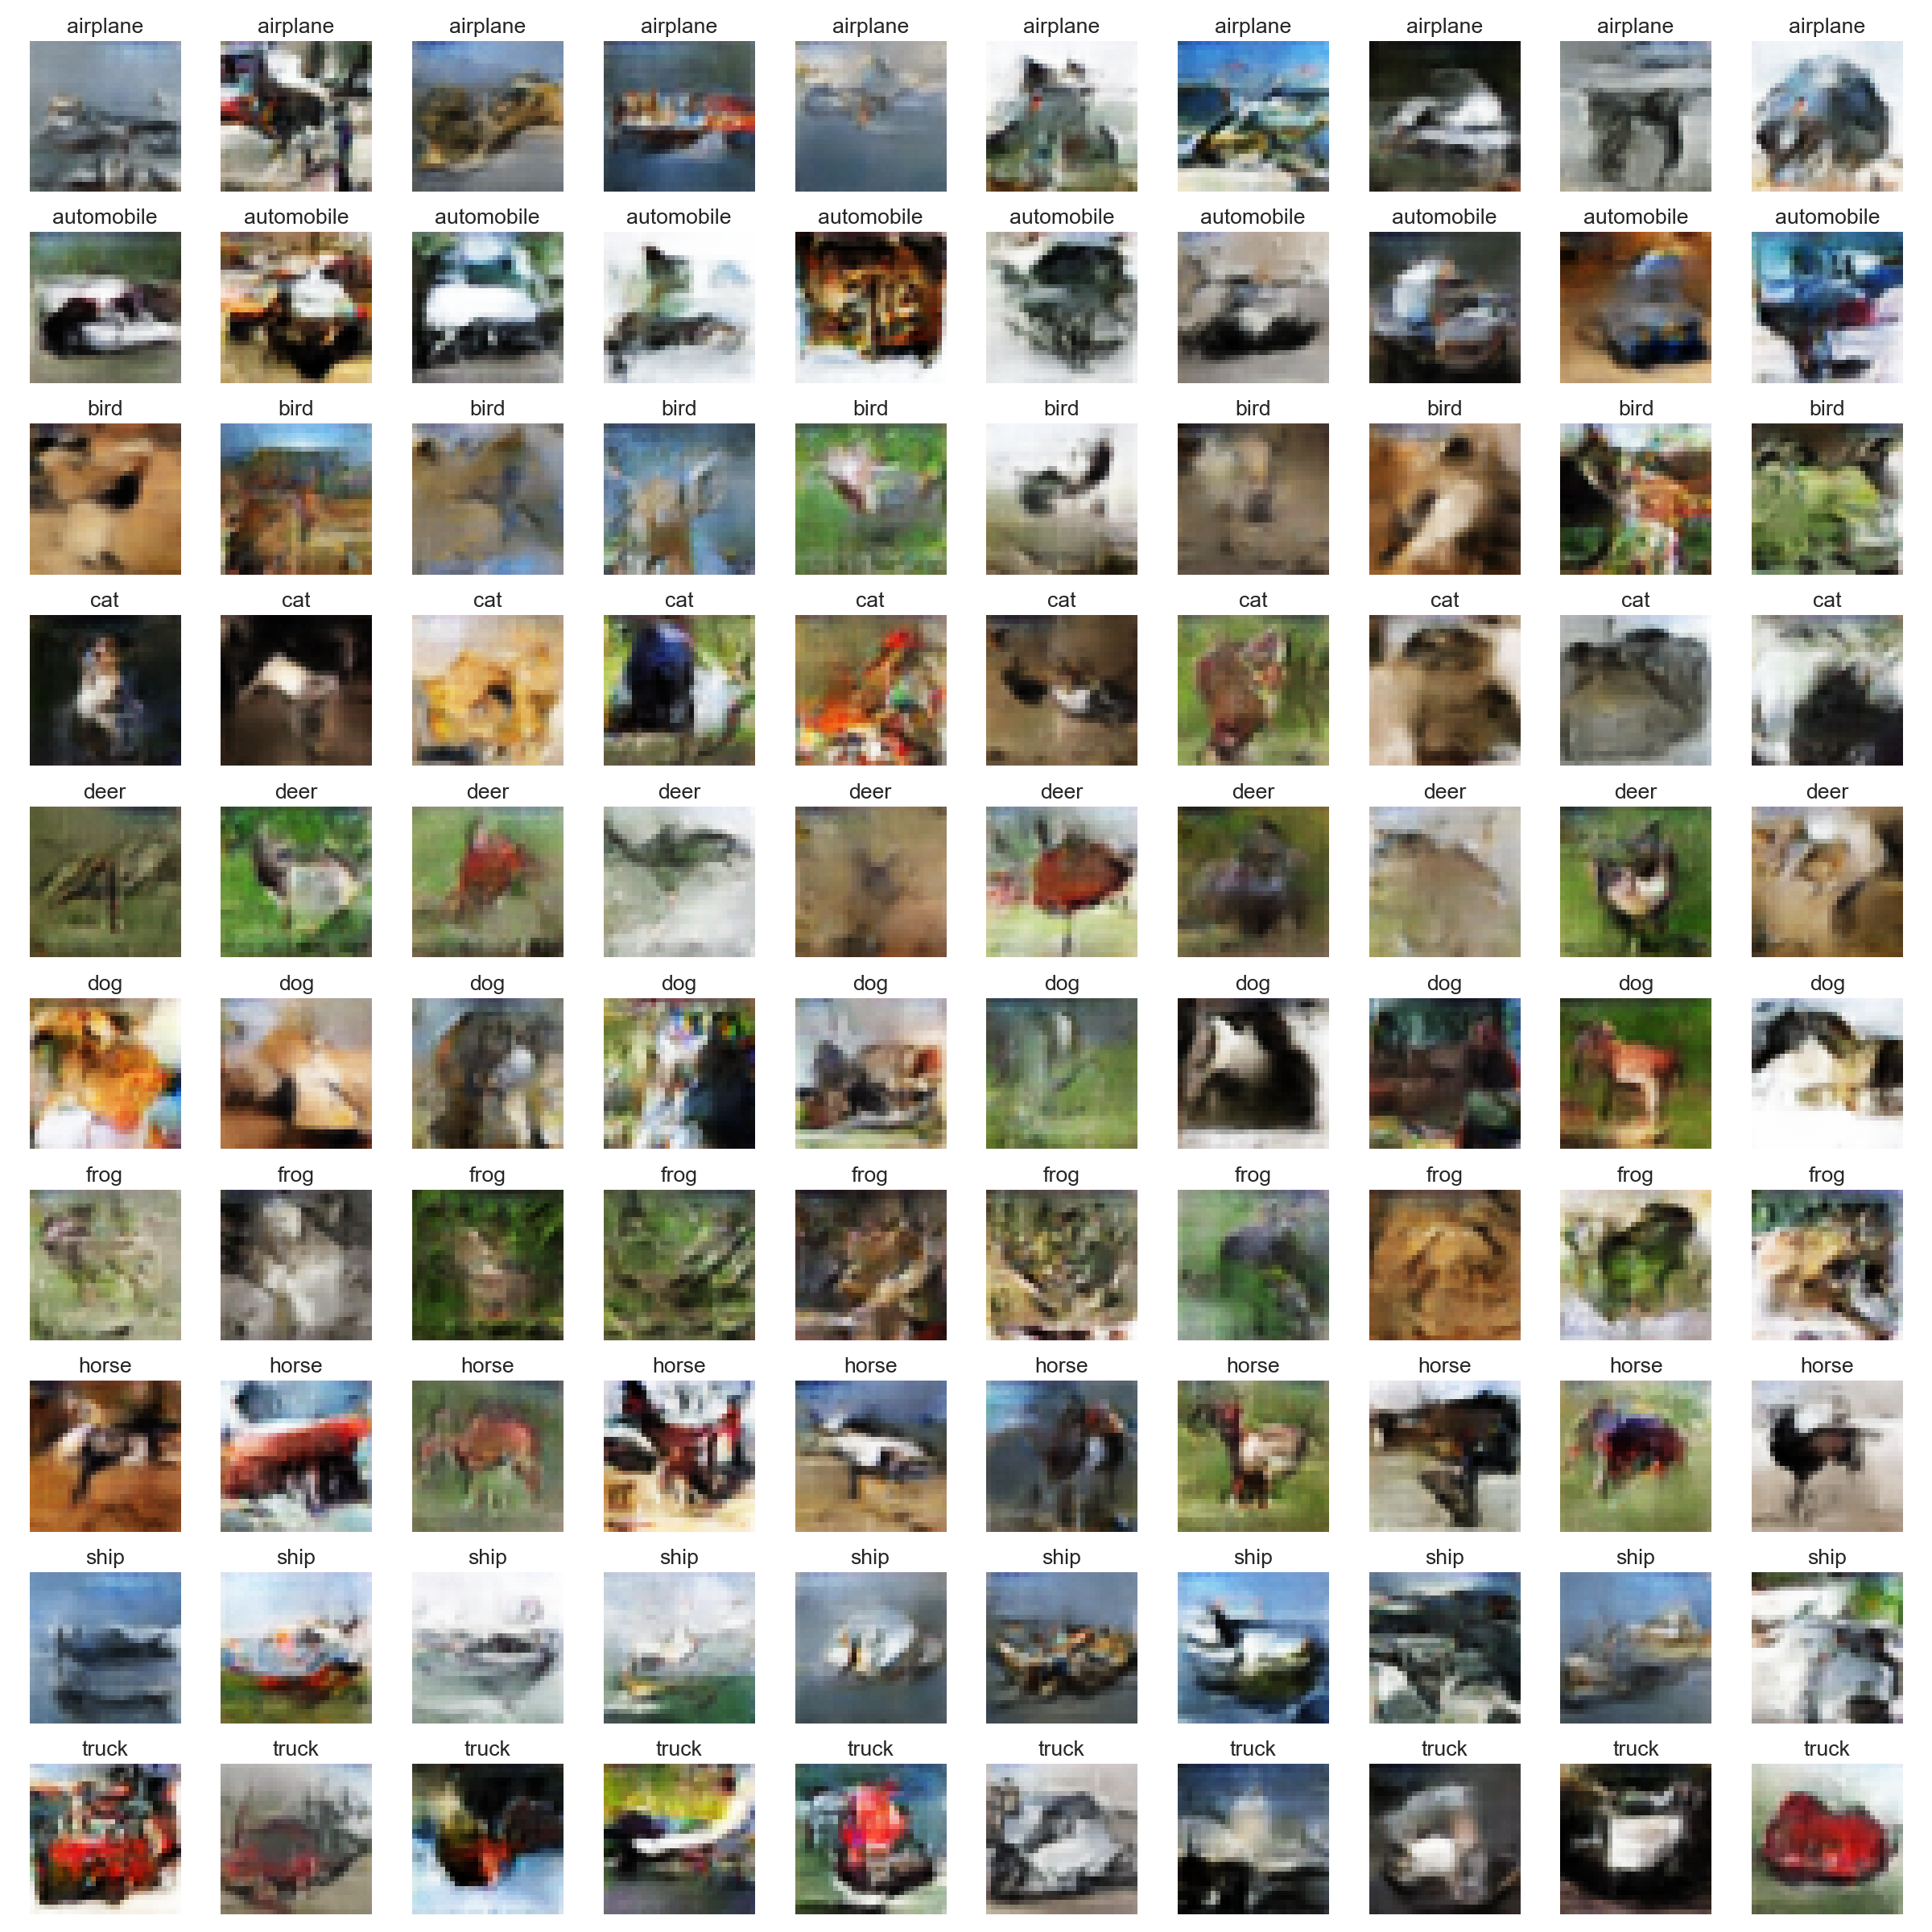 airplane airplane airplane airplane airplane airplane airplane airplane airplane airplane
automobile automobile automobile automobile automobile automobile automobile automobile automobile automobile
bird bird bird bird bird bird bird bird bird bird
cat cat cat cat cat cat cat cat cat cat
deer deer deer deer deer deer deer deer deer deer
dog dog dog dog dog dog dog dog dog dog
frog frog frog frog frog frog frog frog frog frog
horse horse horse horse horse horse horse horse horse horse
ship ship ship ship ship ship ship ship ship ship
truck truck truck truck truck truck truck truck truck truck